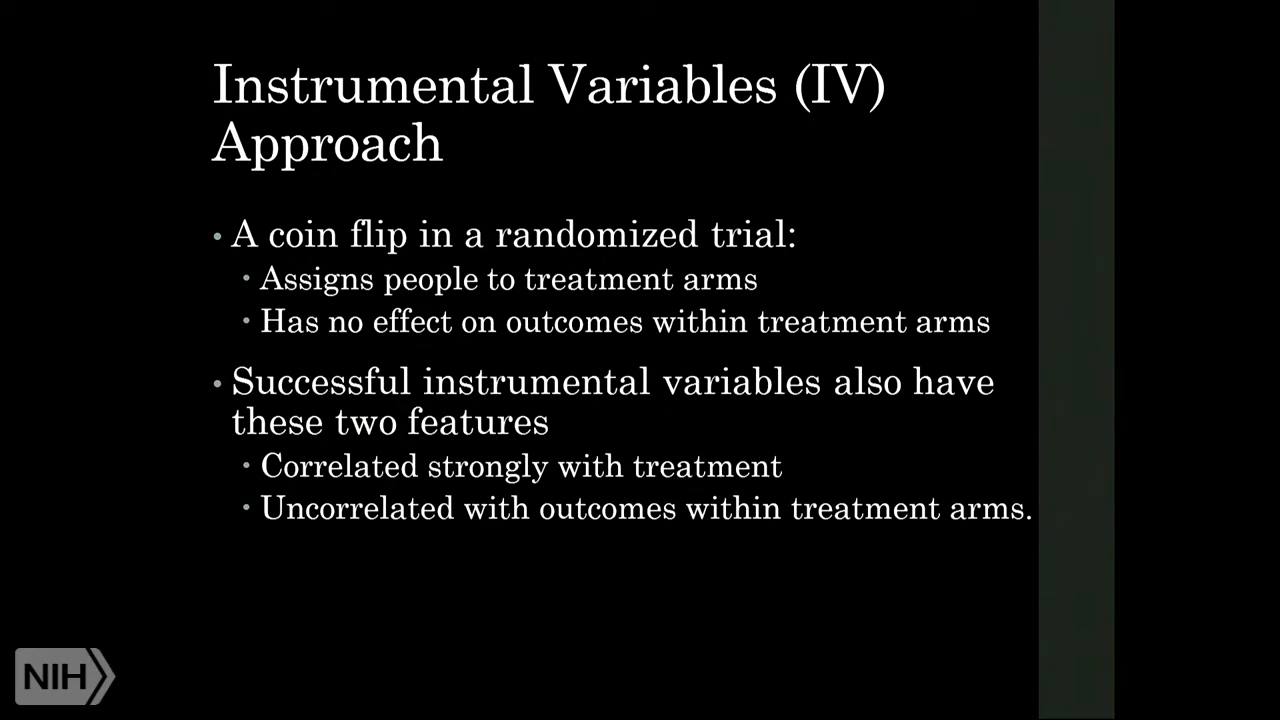 Instrumental Variables (IV)
Approach
• A coin flip in a randomized trial:
• Assigns people to treatment arms
• Has no effect on outcomes within treatment arms
• Successful instrumental variables also have
these two features
• Correlated strongly with treatment
• Uncorrelated with outcomes within treatment arms.
NIH